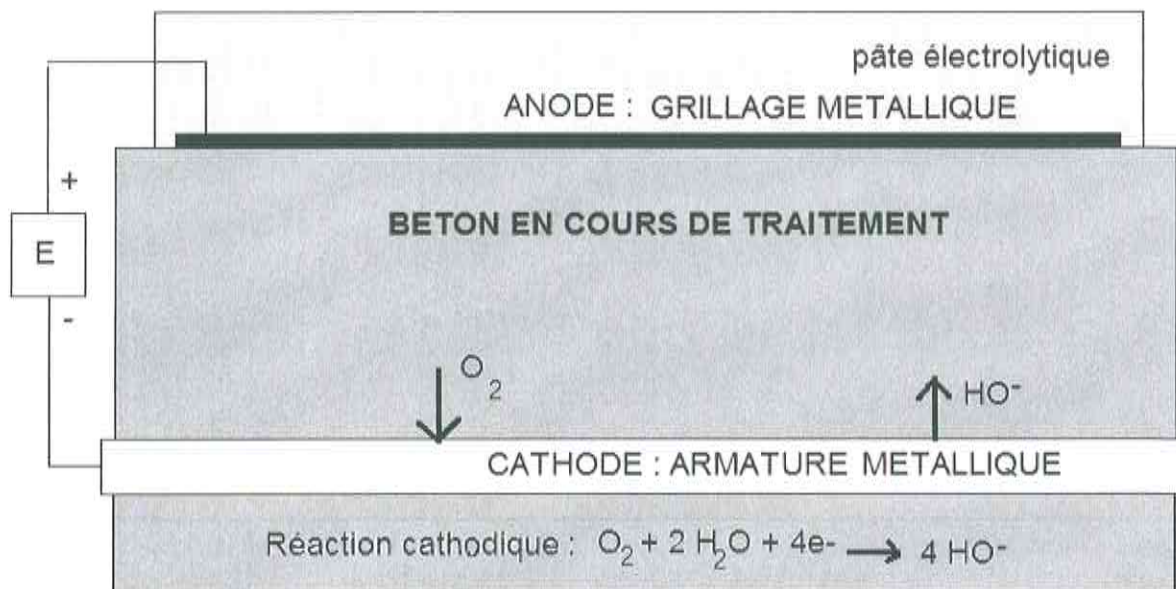 pâte électrolytique
ANODE : GRILLAGE METALLIQUE
+
BETON EN COURS DE TRAITEMENT
E
-
O2
HO-
CATHODE : ARMATURE METALLIQUE
Réaction cathodique : O2 + 2 H2O + 4e- → 4 HO-